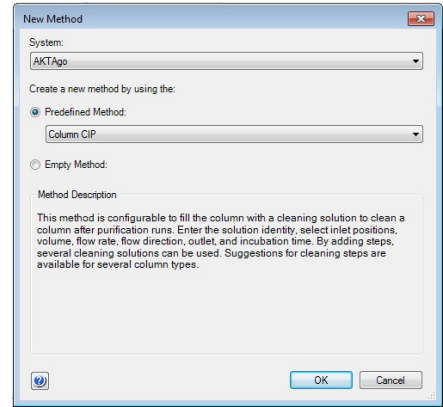 New Method
System:
AKTAgo
Create a new method by using the:
Predefined Method:
Column CIP
Empty Method:
Method Description
This method is configurable to fill the column with a cleaning solution to clean a
column after purification runs. Enter the solution identity, select inlet positions,
volume, flow rate, flow direction, outlet, and incubation time. By adding steps,
several cleaning solutions can be used. Suggestions for cleaning steps are
available for several column types.
OK Cancel